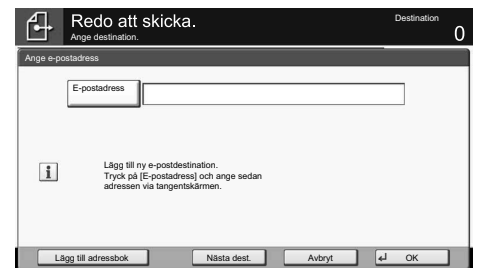 Redo att skicka.
Destination
Ange destination.
0
Ange e-postadress
E-postadress
Lägg till ny e-postdestination.
Tryck på [E-postadress] och ange sedan
adressen via tangentskärmen.
Lägg till adressbok
Nästa dest.
Avbryt
OK